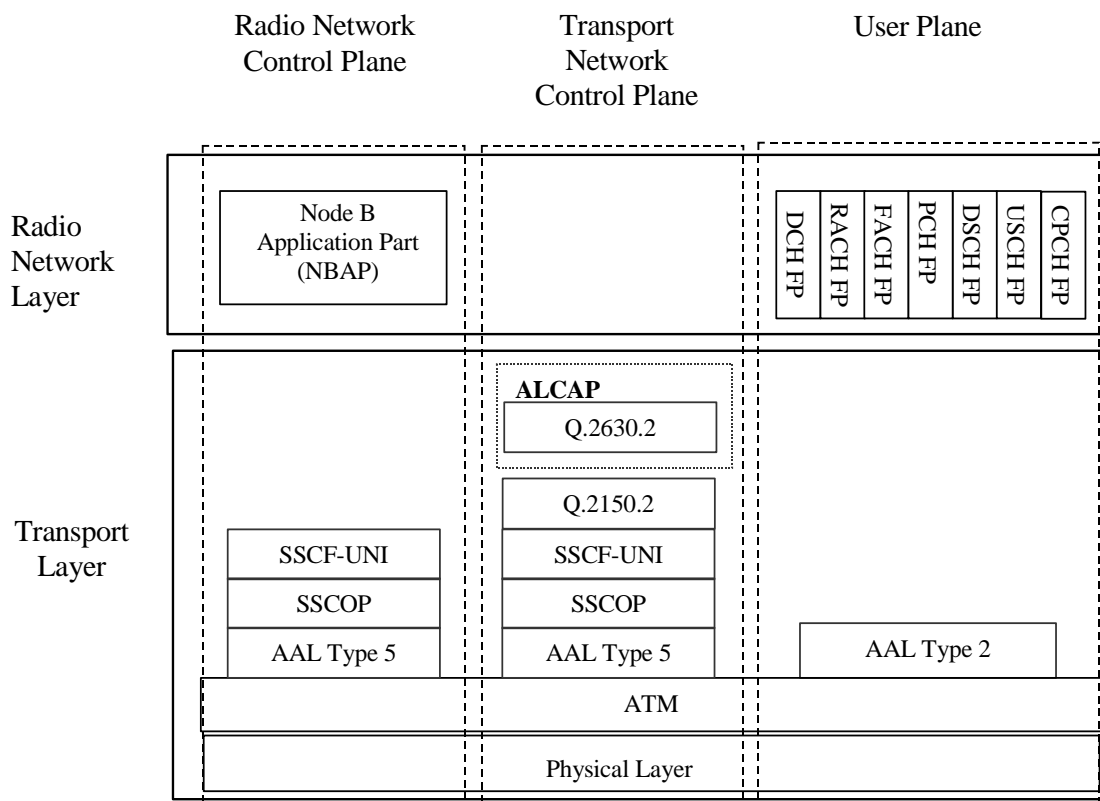 Radio Network
Control Plane
Transport
Network
Control Plane
User Plane
Radio
Network
Layer
Node B
Application Part
(NBAP)
DCH FP
RACH FP
FACH FP
PCH FP
DSCH FP
USCH FP
CPCH FP
Transport
Layer
ALCAP
Q.2630.2
Q.2150.2
SSCF-UNI
SSCF-UNI
SSCOP
SSCOP
AAL Type 5
AAL Type 5
AAL Type 2
ATM
Physical Layer